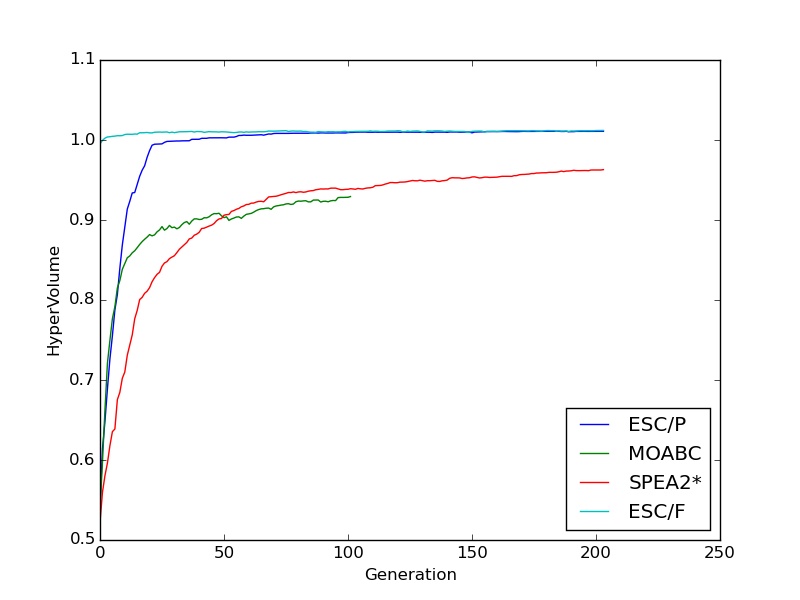 1.1
1.0
0.9
0.8
0.7
0.6
0.5
HyperVolume
ESC/P
MOABC
SPEA2*
ESC/F
0 50 100 150 200 250
Generation